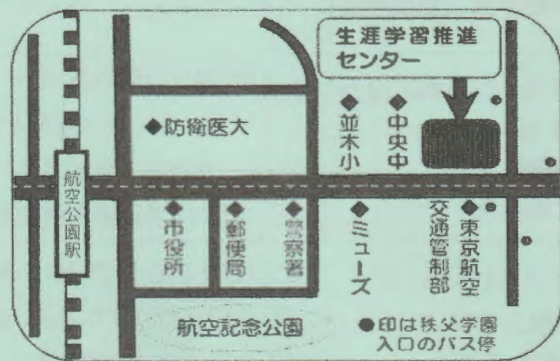 生涯学習推進
センター
◆防衛医大
◆並木小
◆中央中
航空公園駅
◆市役所
◆郵便局
◆警察署
◆ミューズ
◆東京航空
交通管制部
航空記念公園
●印は秩父学園
入口のバス停